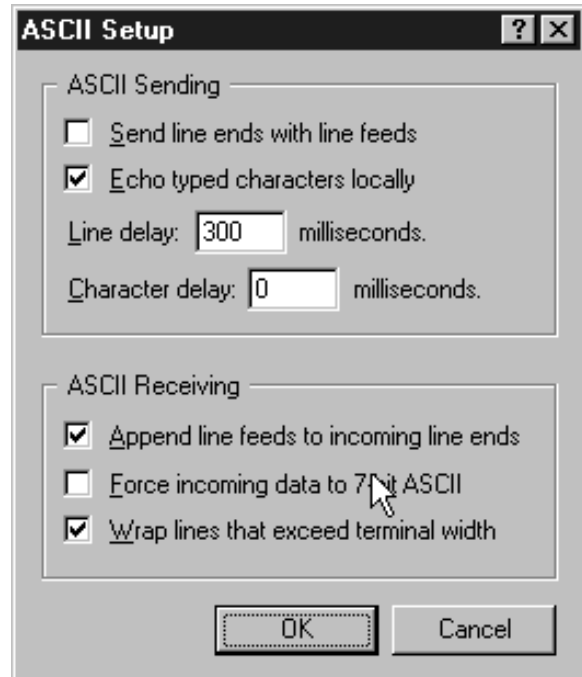 ASCII Setup
ASCII Sending
Send line ends with line feeds
Echo typed characters locally
Line delay: 300 milliseconds.
Character delay: 0 milliseconds.
ASCII Receiving
Append line feeds to incoming line ends
Force incoming data to 7-bit ASCII
Wrap lines that exceed terminal width
OK Cancel